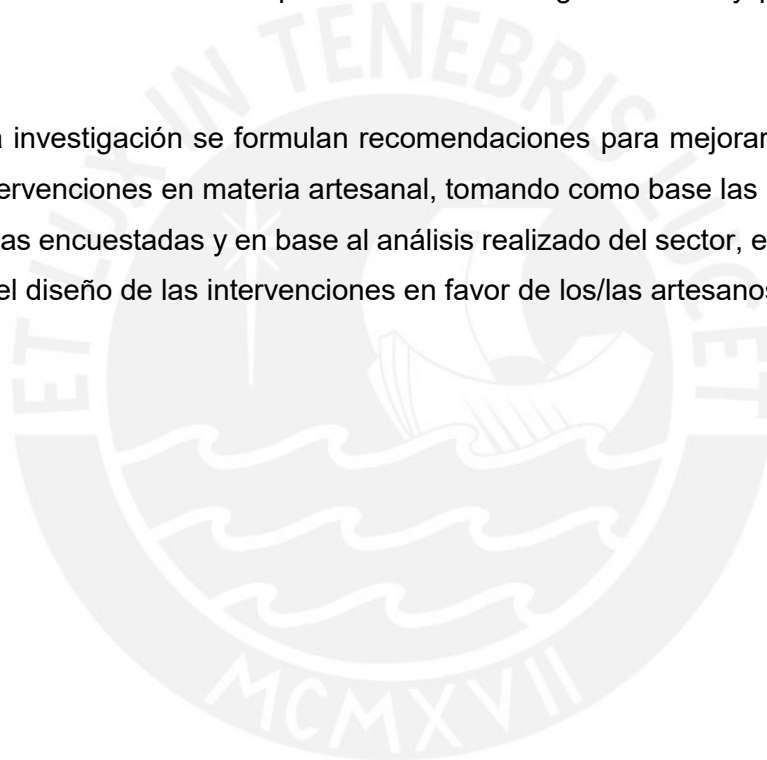 a investigación se formulan recomendaciones para mejorar
tervenciones en materia artesanal, tomando como base las
las encuestadas y en base al análisis realizado del sector, e
el diseño de las intervenciones en favor de los/las artesanos
ET LUX IN TENEBRIS LUCET
MCMXVII